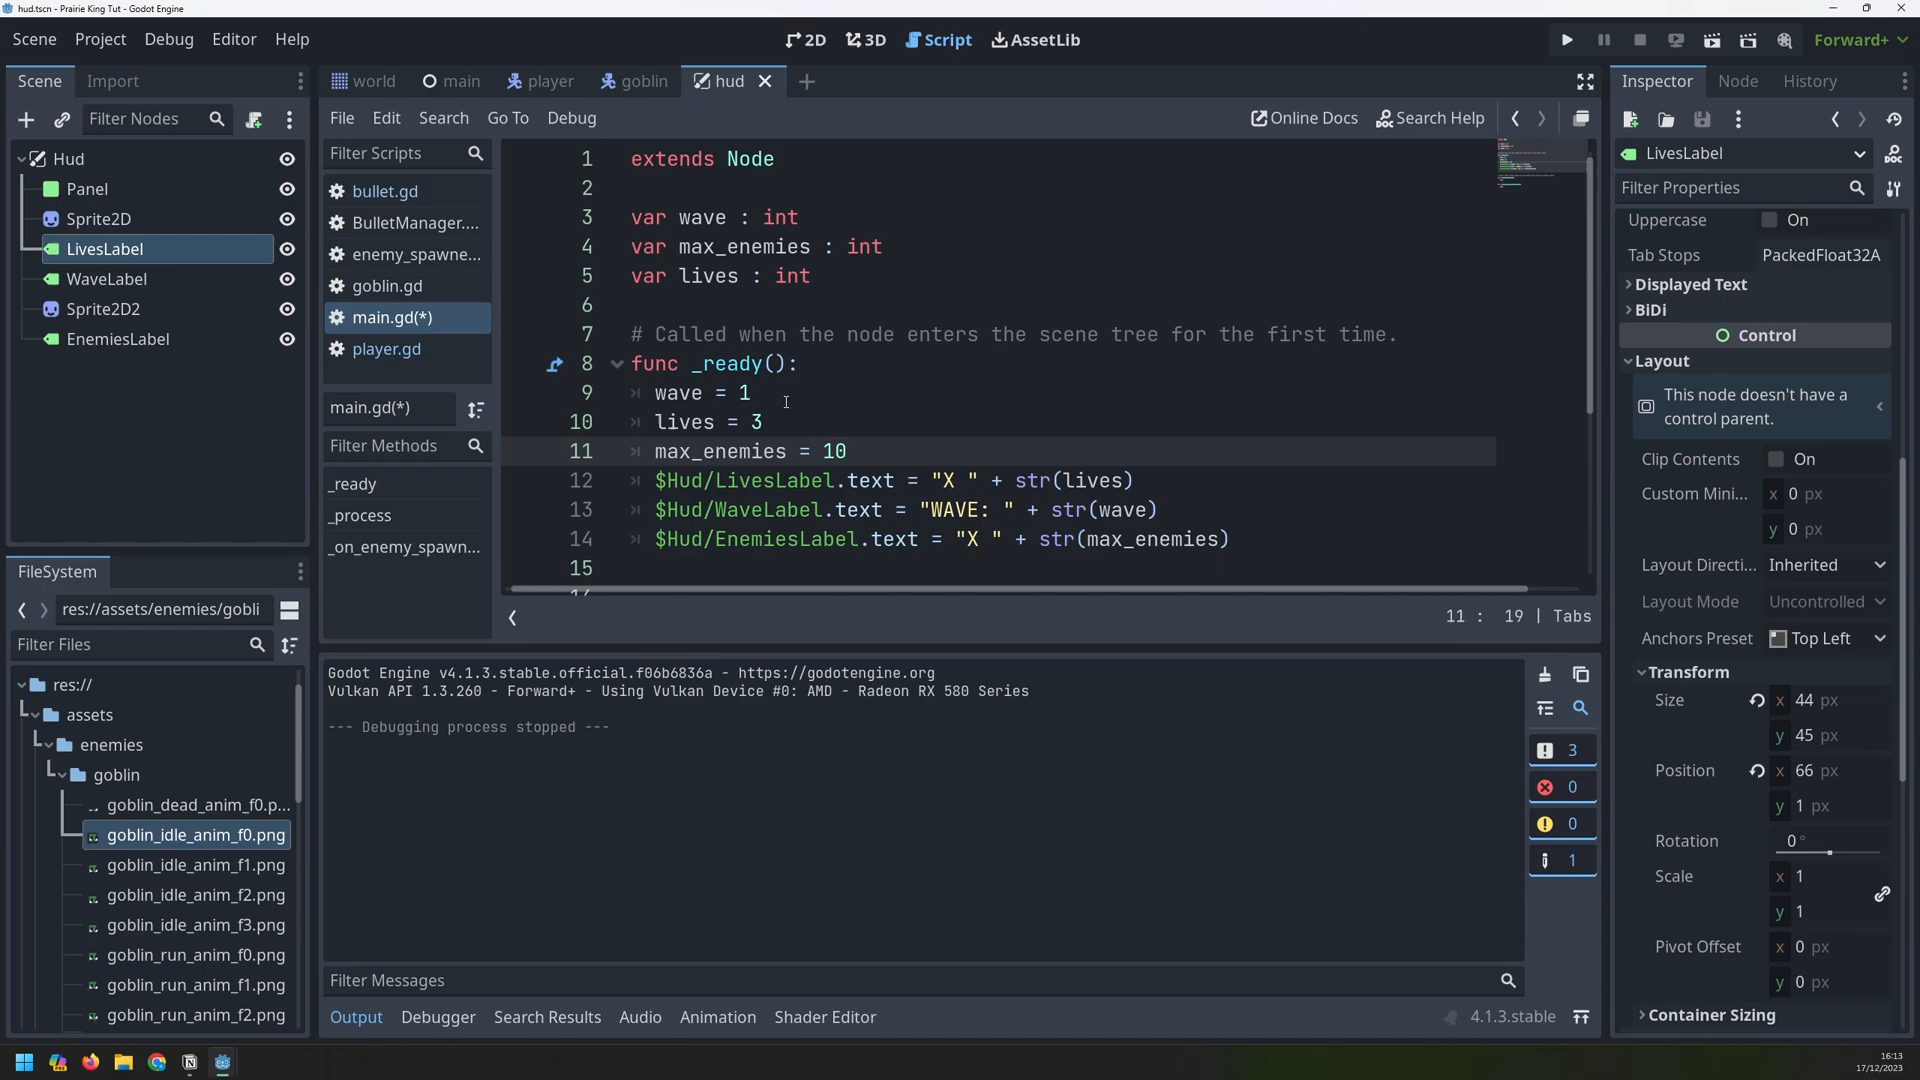 hud.tscn - Prairie King Tut - Godot Engine
Scene Project Debug Editor Help
2D 3D Script AssetLib
Forward+
Scene Import
world main player goblin hud
Inspector Node History
Filter Nodes
File Edit Search Go To Debug
Online Docs Search Help
Hud
Panel
Sprite2D
LivesLabel
WaveLabel
Sprite2D2
EnemiesLabel
Filter Scripts
bullet.gd
BulletManager....
enemy_spawne...
goblin.gd
main.gd(*)
player.gd
main.gd(*)
Filter Methods
_ready
_process
_on_enemy_spawn...
1 extends Node
2
3 var wave : int
4 var max_enemies : int
5 var lives : int
6
7 # Called when the node enters the scene tree for the first time.
8 func _ready():
9 wave = 1
10 lives = 3
11 max_enemies = 10
12 $Hud/LivesLabel.text = "X " + str(lives)
13 $Hud/WaveLabel.text = "WAVE: " + str(wave)
14 $Hud/EnemiesLabel.text = "X " + str(max_enemies)
15
11 : 19 | Tabs
LivesLabel
Filter Properties
Uppercase On
Tab Stops PackedFloat32A
Displayed Text
BiDi
Control
Layout
This node doesn't have a
control parent.
Clip Contents On
Custom Mini... x 0 px
y 0 px
Layout Directi... Inherited
Layout Mode Uncontrolled
Anchors Preset Top Left
Transform
Size x 44 px
y 45 px
Position x 66 px
y 1 px
Rotation 0 °
Scale x 1
y 1
Pivot Offset x 0 px
y 0 px
Container Sizing
FileSystem
res://assets/enemies/gobli
Filter Files
res://
assets
enemies
goblin
goblin_dead_anim_f0.p...
goblin_idle_anim_f0.png
goblin_idle_anim_f1.png
goblin_idle_anim_f2.png
goblin_idle_anim_f3.png
goblin_run_anim_f0.png
goblin_run_anim_f1.png
goblin_run_anim_f2.png
Godot Engine v4.1.3.stable.official.f06b6836a - https://godotengine.org
Vulkan API 1.3.260 - Forward+ - Using Vulkan Device #0: AMD - Radeon RX 580 Series
--- Debugging process stopped ---
3
0
0
1
Filter Messages
Output Debugger Search Results Audio Animation Shader Editor
4.1.3.stable
16:13
17/12/2023